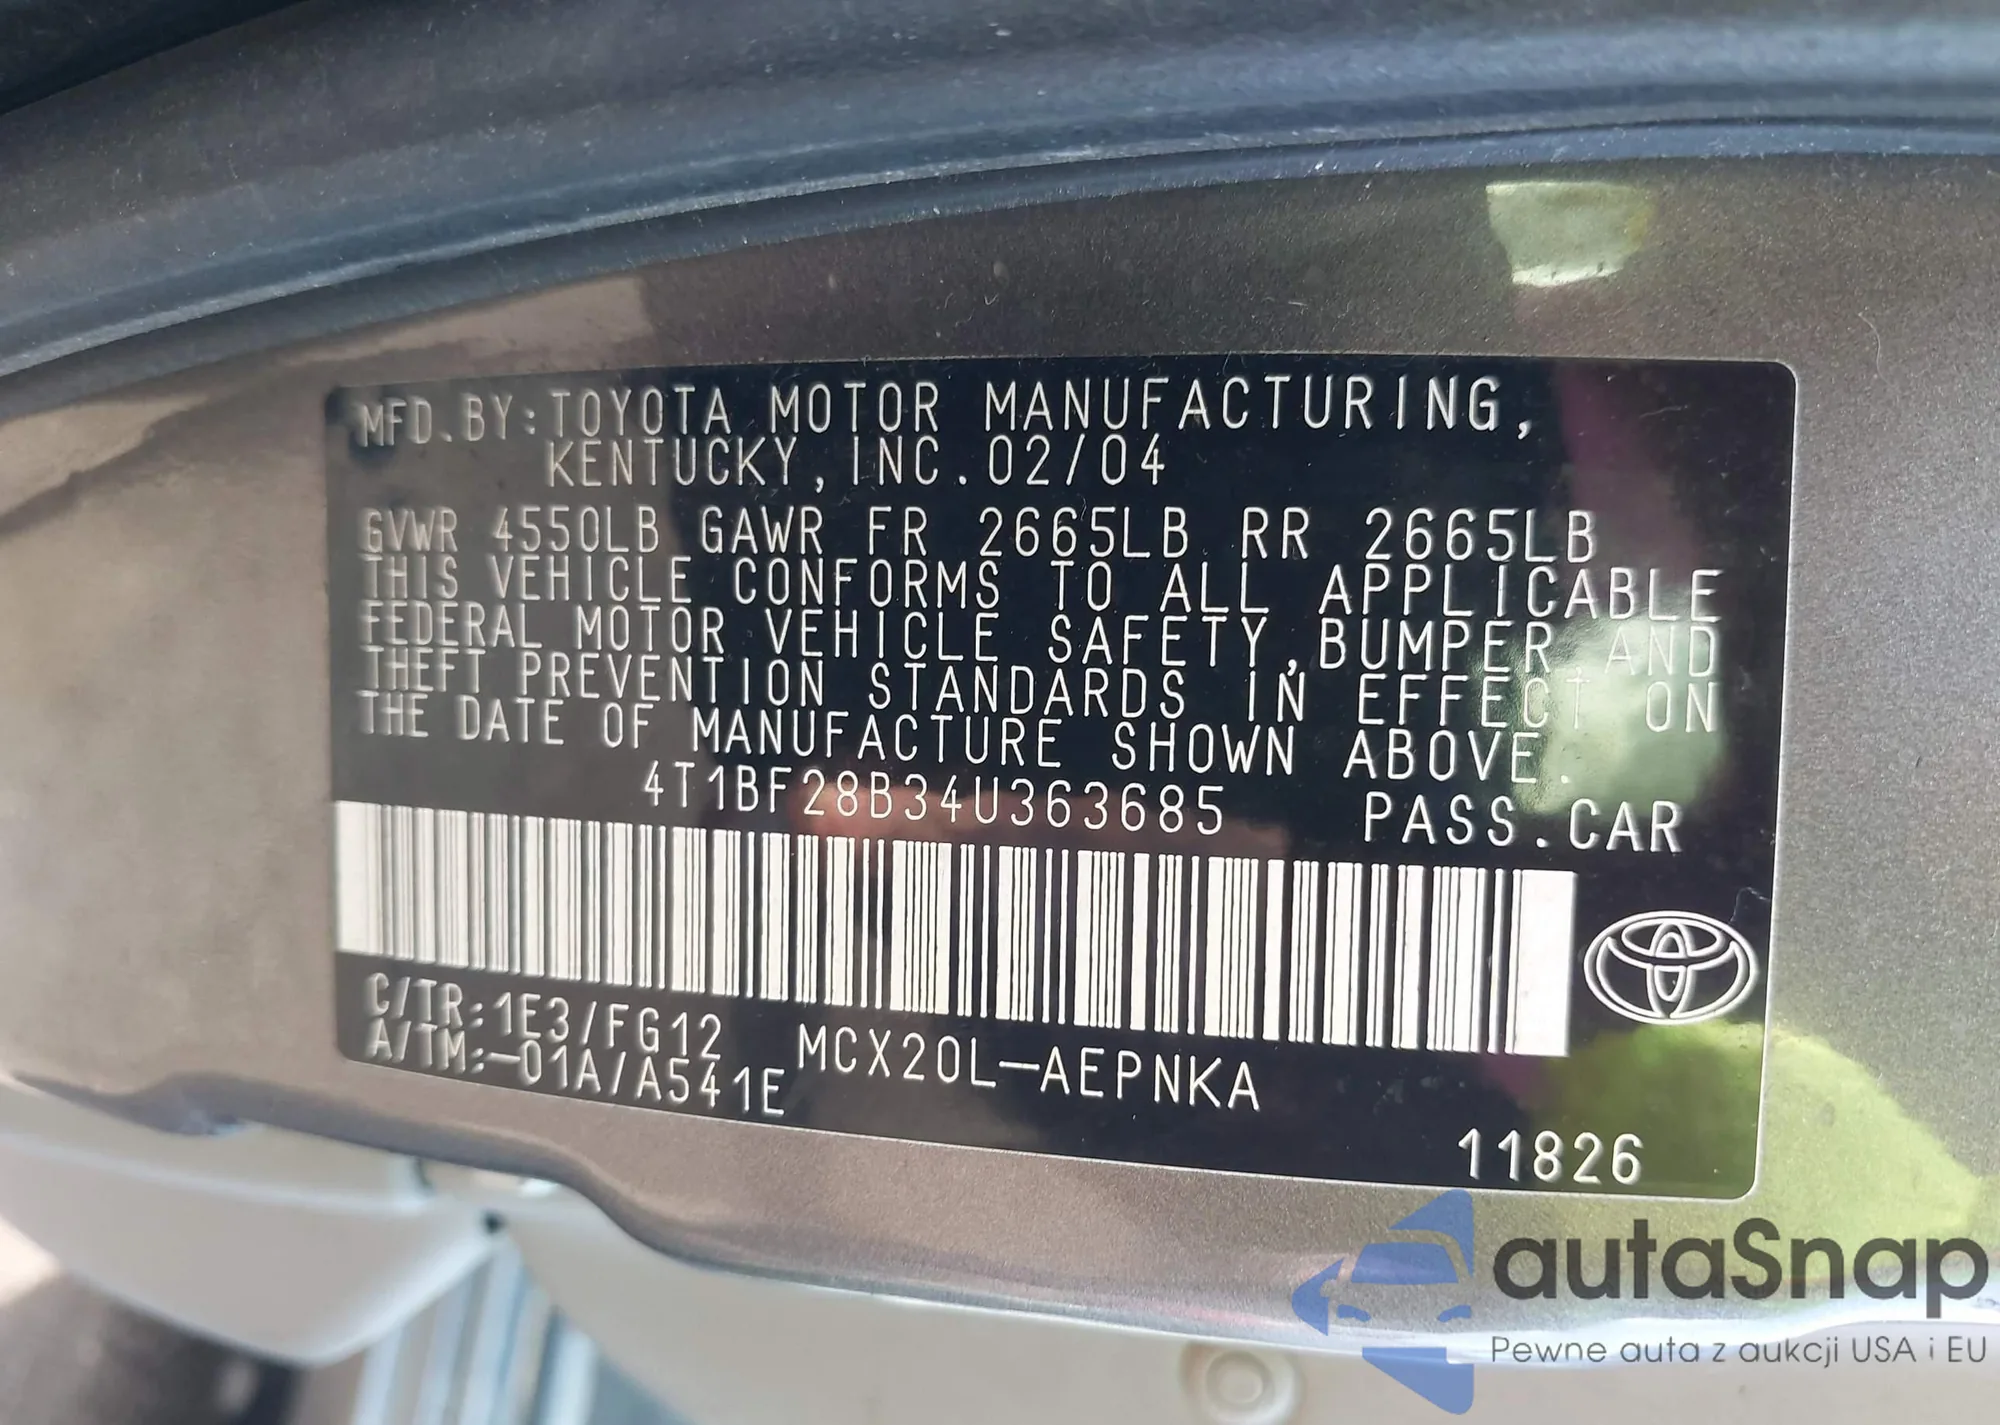 MFD.BY:TOYOTA MOTOR MANUFACTURING,
KENTUCKY, INC.02/04
GVWR 4550LB GAWR FR 2665LB RR 2665LB
THIS VEHICLE CONFORMS TO ALL APPLICABLE
FEDERAL MOTOR VEHICLE SAFETY,BUMPER,AND
THEFT PREVENTION STANDARDS IN EFFECT ON
THE DATE OF MANUFACTURE SHOWN ABOVE.
4T1BF28B34U363685 PASS.CAR
C/TR:1E3/FG12
A/TM:-01A/A541E MCX20L-AEPNKA
11826
autaSnap
Pewne auta z aukcji USA i EU